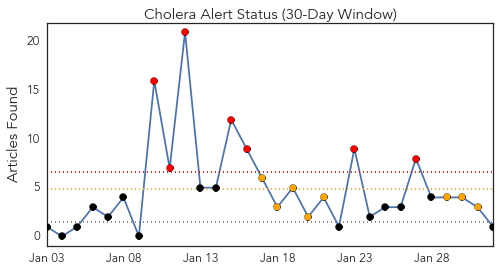 Cholera Alert Status (30-Day Window)
Articles Found
20
15
10
5
0
Jan 03 Jan 08 Jan 13 Jan 18 Jan 23 Jan 28